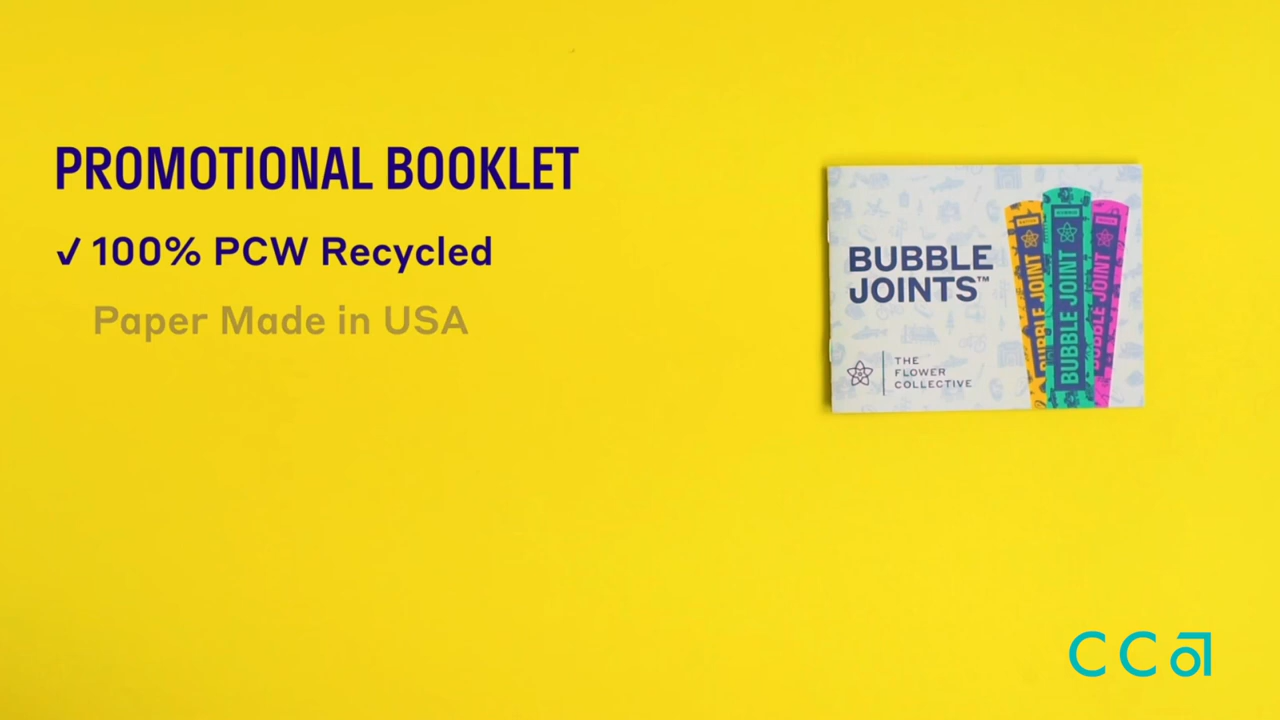 PROMOTIONAL BOOKLET
✓ 100% PCW Recycled
Paper Made in USA
BUBBLE
JOINTS™
THE
FLOWER
COLLECTIVE
BUBBLE JOINT
BUBBLE JOINT
BUBBLE JOINT
CCa